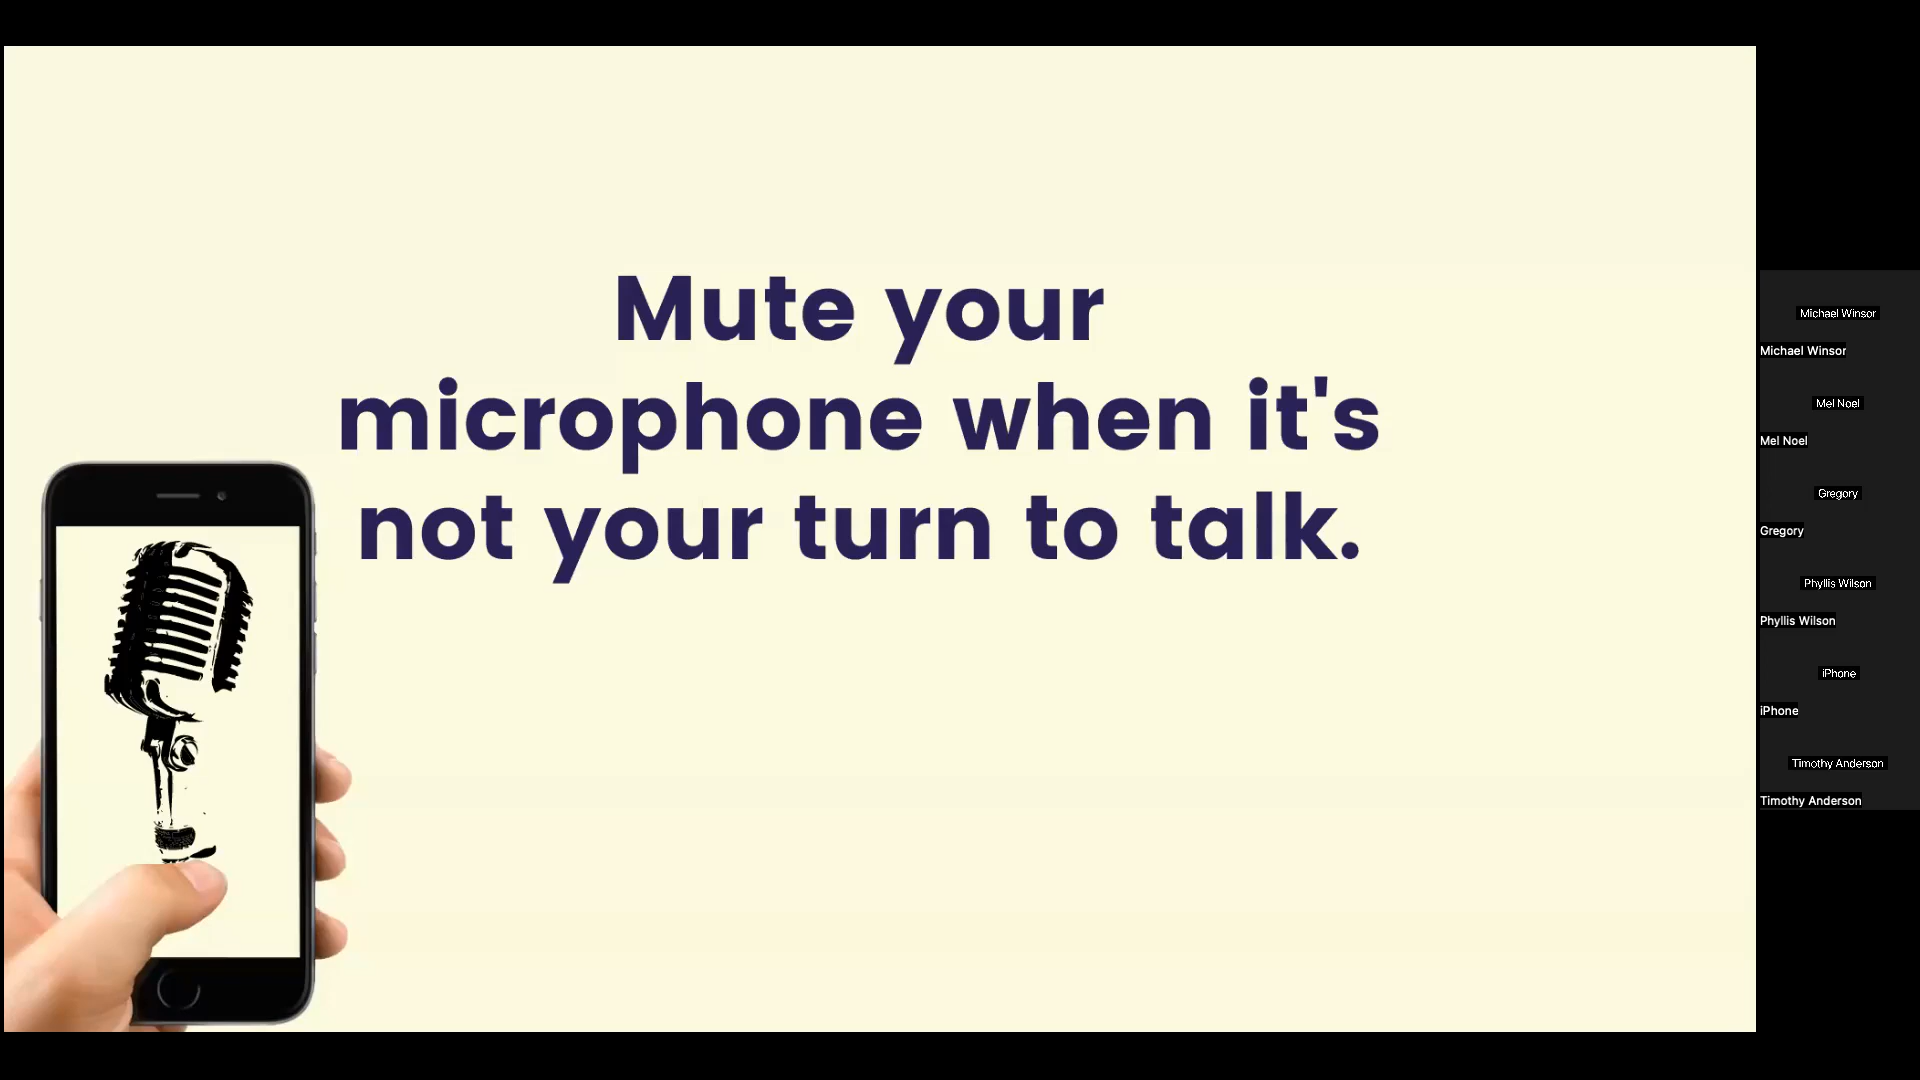 Mute your
microphone when it's
not your turn to talk.
Michael Winsor
Michael Winsor
Mel Noel
Mel Noel
Gregory
Gregory
Phyllis Wilson
Phyllis Wilson
iPhone
iPhone
Timothy Anderson
Timothy Anderson